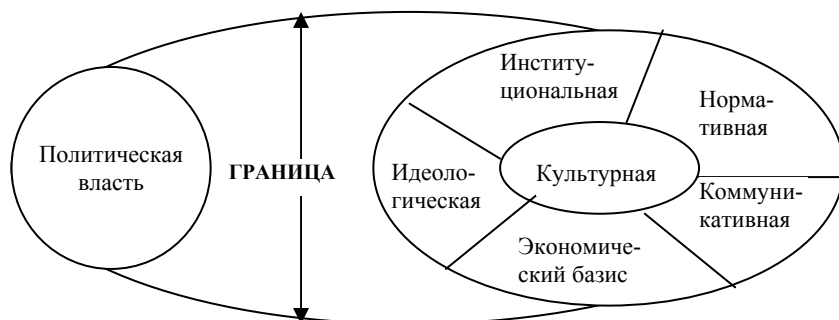 Политическая
власть
ГРАНИЦА
Институ-
циональная
Норма-
тивная
Идеоло-
гическая
Культурная
Коммуни-
кативная
Экономиче-
ский базис